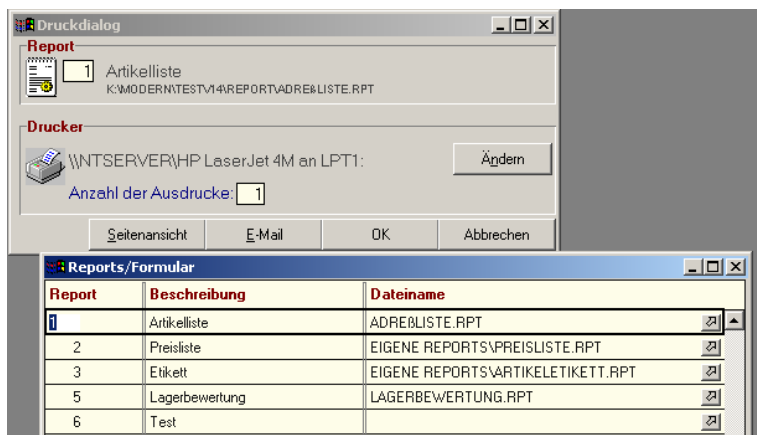 Druckdialog
Report
1 Artikelliste
K:\MODERN\TEST\V14\REPORT\ADREßLISTE.RPT
Drucker
\\NTSERVER\HP LaserJet 4M an LPT1: Ändern
Anzahl der Ausdrucke: 1
Seitenansicht E-Mail OK Abbrechen
Reports/Formular
Report Beschreibung Dateiname
1 Artikelliste ADREßLISTE.RPT
2 Preisliste EIGENE REPORTS\PREISLISTE.RPT
3 Etikett EIGENE REPORTS\ARTIKELETIKETT.RPT
5 Lagerbewertung LAGERBEWERTUNG.RPT
6 Test